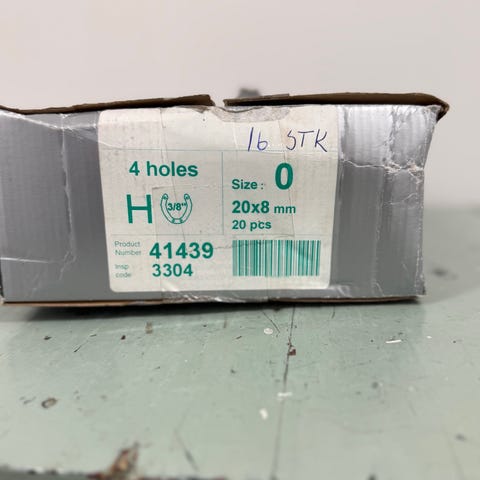 16 STK
4 holes
H 3/8"
Size: 0
20x8 mm
20 pcs
Product Number 41439
Insp code 3304